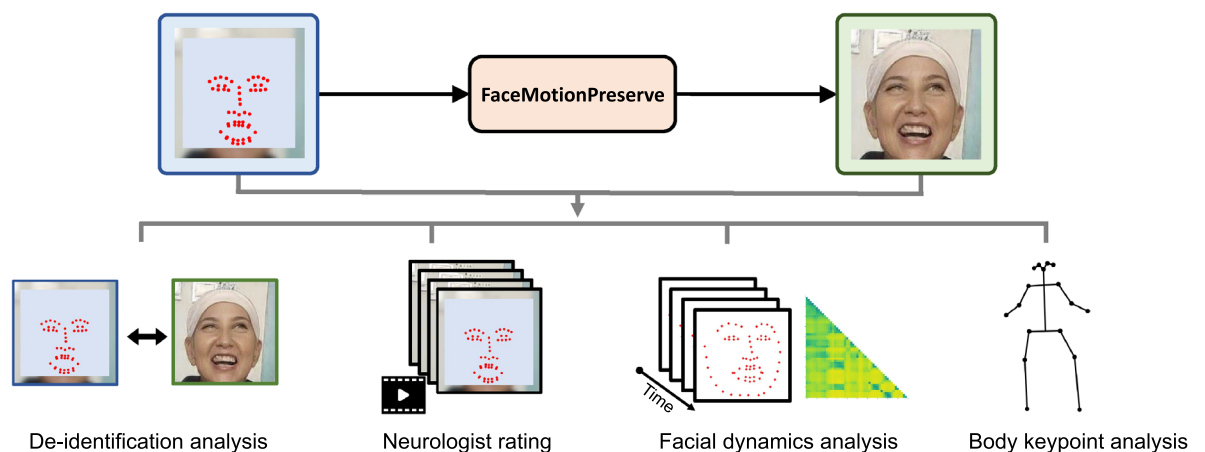 FaceMotionPreserve
Time
De-identification analysis
Neurologist rating
Facial dynamics analysis
Body keypoint analysis